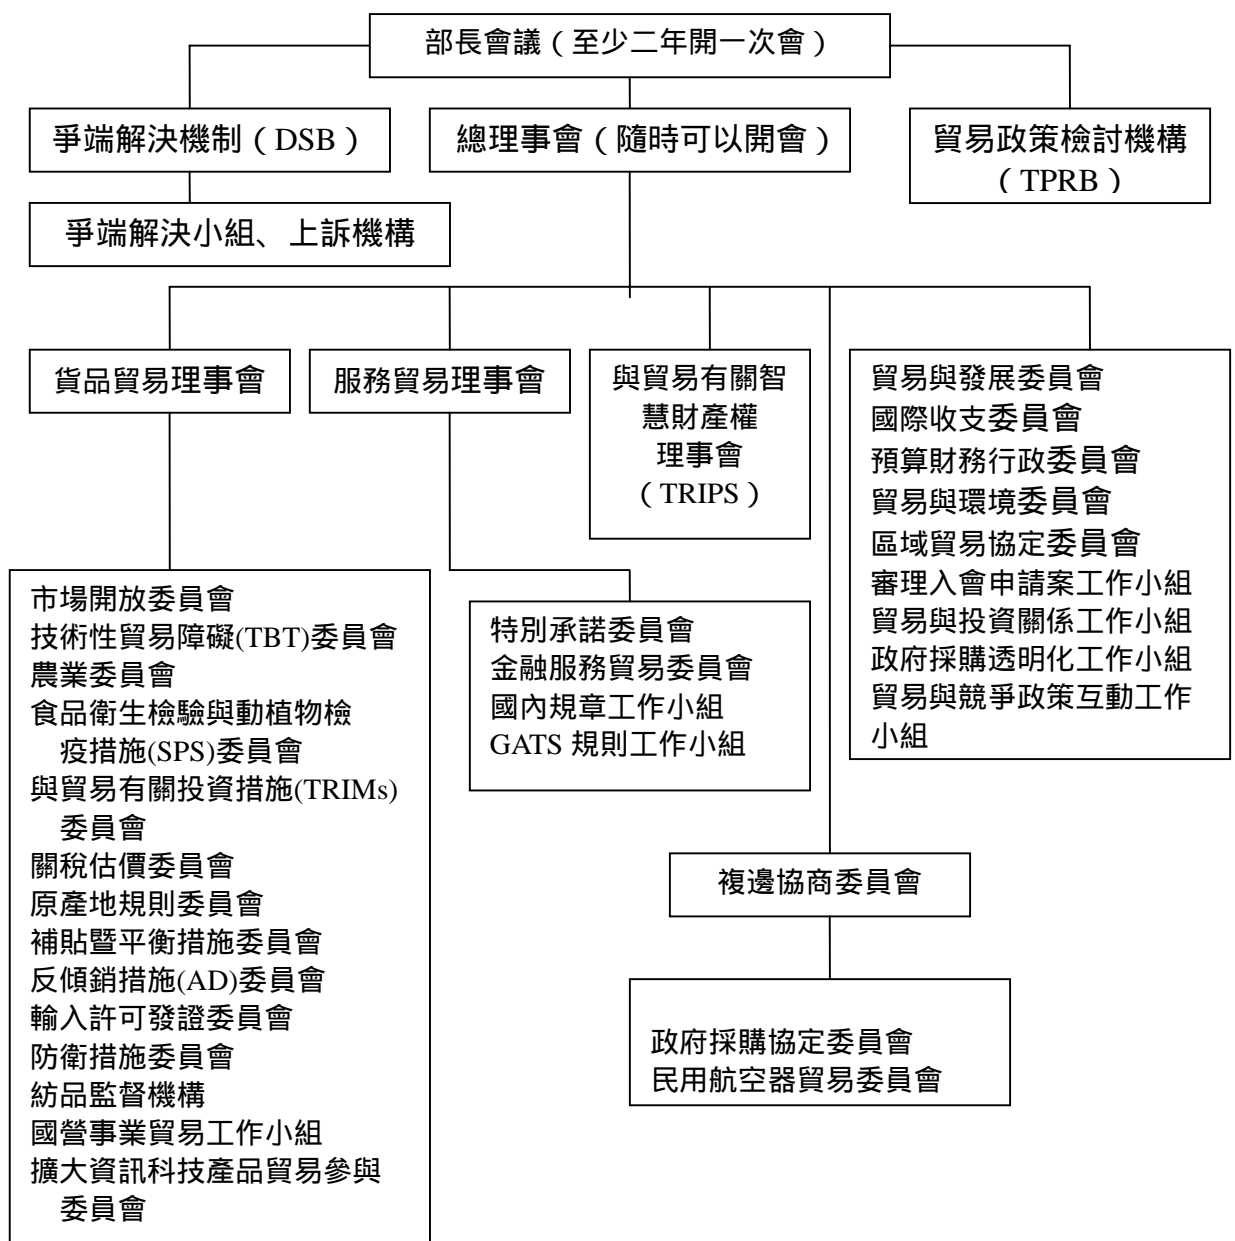 部長會議（至少二年開一次會）
爭端解決機制（DSB）
總理事會（隨時可以開會）
貿易政策檢討機構
（TPRB）
爭端解決小組、上訴機構
貨品貿易理事會
服務貿易理事會
與貿易有關智
慧財產權
理事會
（TRIPS）
貿易與發展委員會
國際收支委員會
預算財務行政委員會
貿易與環境委員會
區域貿易協定委員會
審理入會申請案工作小組
貿易與投資關係工作小組
政府採購透明化工作小組
貿易與競爭政策互動工作
小組
市場開放委員會
技術性貿易障礙(TBT)委員會
農業委員會
食品衛生檢驗與動植物檢
疫措施(SPS)委員會
與貿易有關投資措施(TRIMs)
委員會
關稅估價委員會
原產地規則委員會
補貼暨平衡措施委員會
反傾銷措施(AD)委員會
輸入許可發證委員會
防衛措施委員會
紡品監督機構
國營事業貿易工作小組
擴大資訊科技產品貿易參與
委員會
特別承諾委員會
金融服務貿易委員會
國內規章工作小組
GATS 規則工作小組
複邊協商委員會
政府採購協定委員會
民用航空器貿易委員會